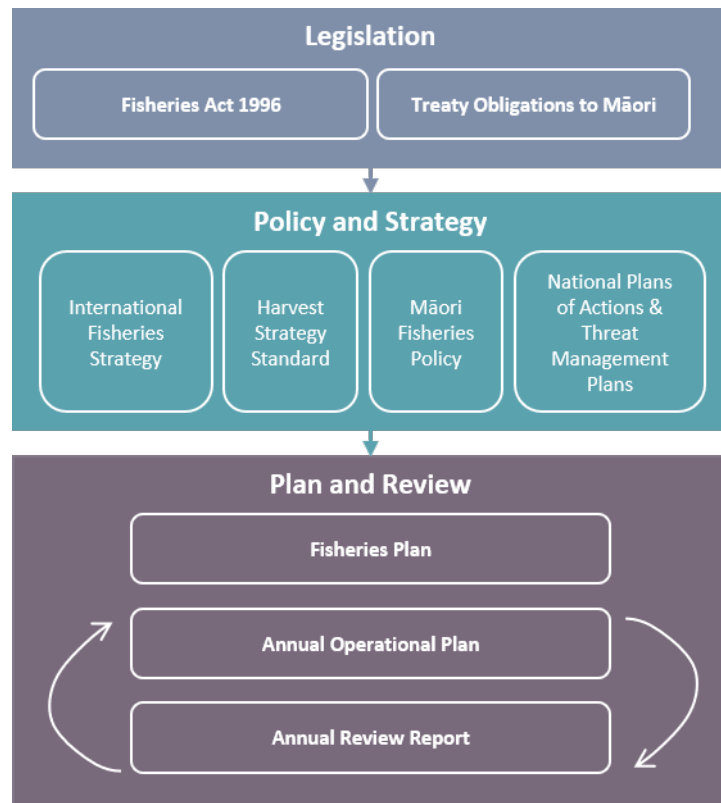 Legislation
Fisheries Act 1996
Treaty Obligations to Māori
Policy and Strategy
International
Fisheries
Strategy
Harvest
Strategy
Standard
Māori
Fisheries
Policy
National Plans
of Actions &
Threat
Management
Plans
Plan and Review
Fisheries Plan
Annual Operational Plan
Annual Review Report